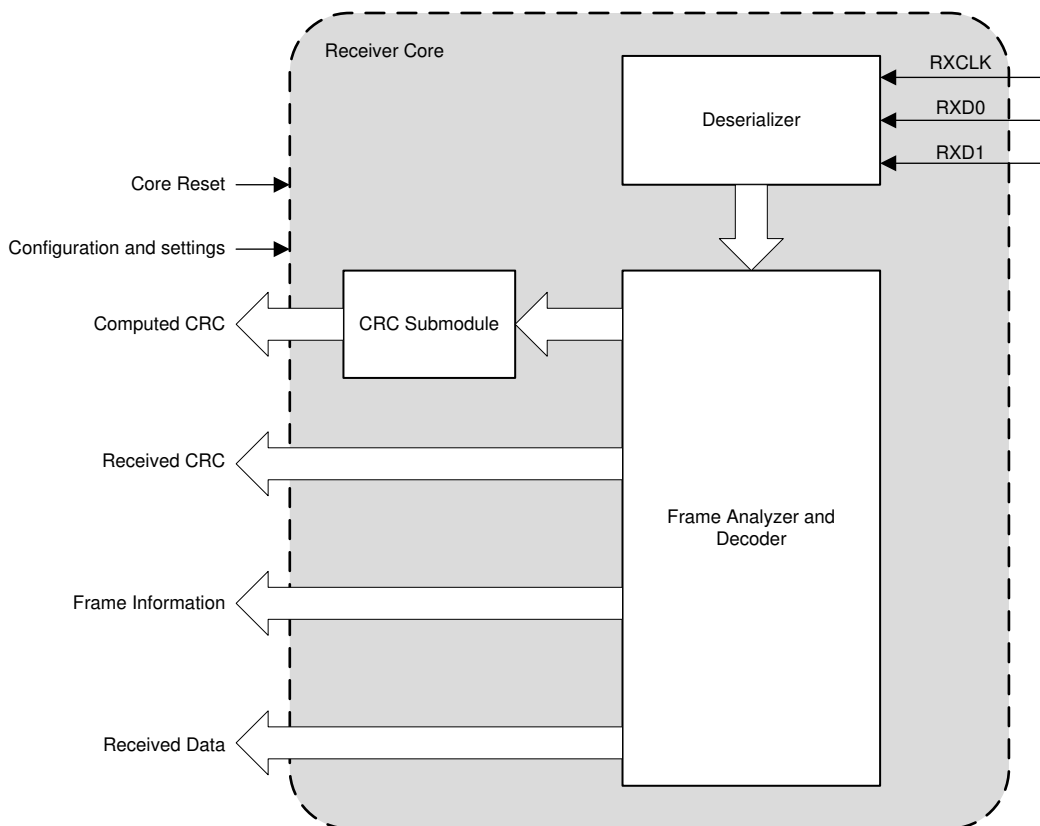 Receiver Core
RXCLK
Deserializer
RXD0
RXD1
Core Reset
Configuration and settings
Computed CRC
CRC Submodule
Received CRC
Frame Analyzer and
Decoder
Frame Information
Received Data